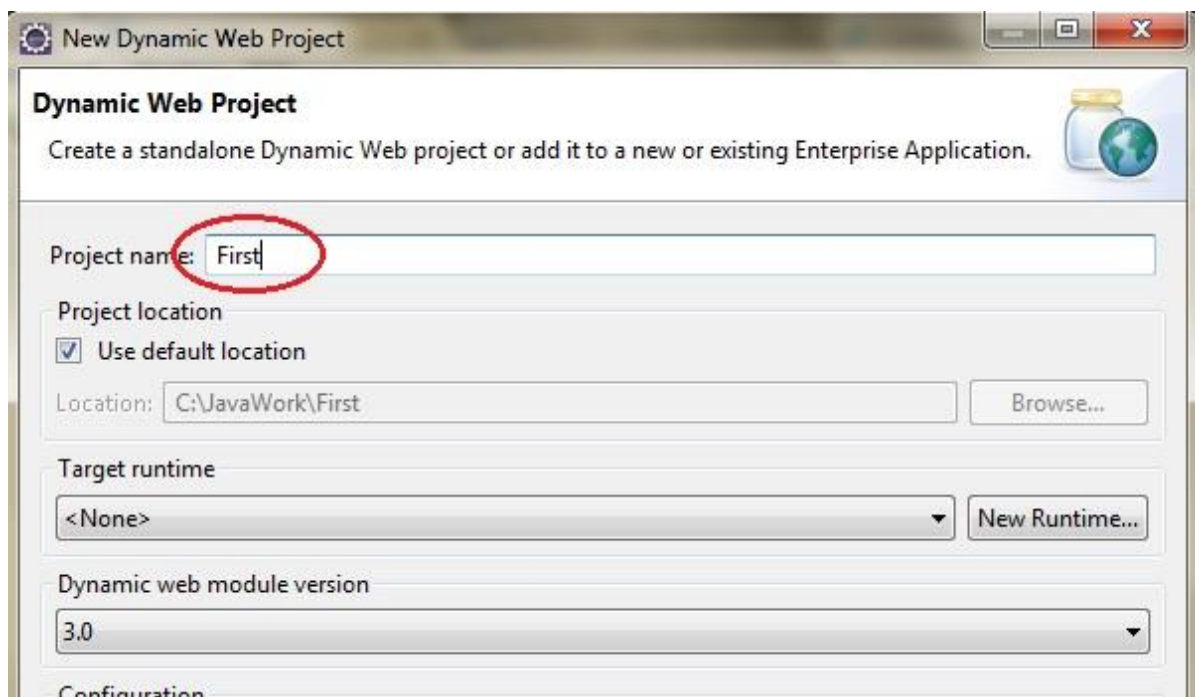 New Dynamic Web Project
Dynamic Web Project
Create a standalone Dynamic Web project or add it to a new or existing Enterprise Application.
Project name: First
Project location
Use default location
Location: C:\JavaWork\First Browse...
Target runtime
<None> New Runtime...
Dynamic web module version
3.0
Configuration